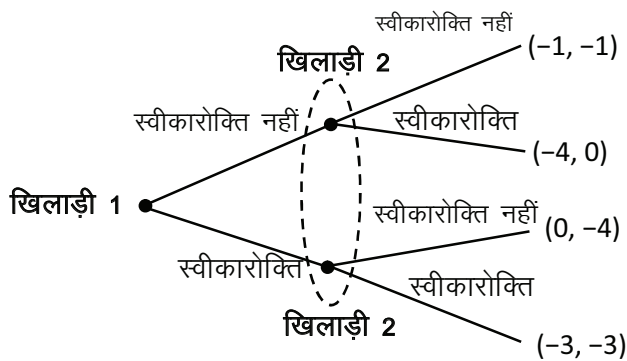 स्वीकारोक्ति नहीं
(−1, −1)
खिलाड़ी 2
स्वीकारोक्ति नहीं
स्वीकारोक्ति
(−4, 0)
खिलाड़ी 1
स्वीकारोक्ति नहीं
(0, −4)
स्वीकारोक्ति
स्वीकारोक्ति
खिलाड़ी 2
(−3, −3)